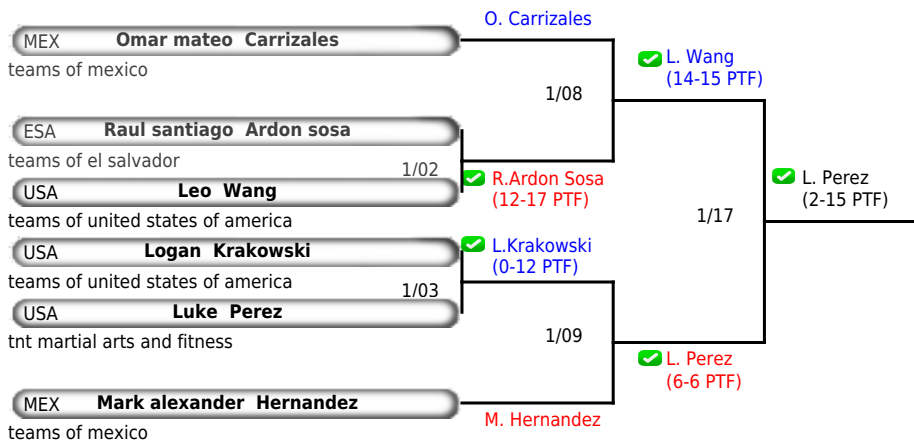 O. Carrizales
MEX Omar mateo Carrizales
teams of mexico
L. Wang
(14-15 PTF)
1/08
ESA Raul santiago Ardon sosa
teams of el salvador
1/02
R.Ardon Sosa
(12-17 PTF)
L. Perez
(2-15 PTF)
USA Leo Wang
teams of united states of america
1/17
USA Logan Krakowski
L.Krakowski
(0-12 PTF)
teams of united states of america
1/03
USA Luke Perez
tnt martial arts and fitness
1/09
L. Perez
(6-6 PTF)
MEX Mark alexander Hernandez
M. Hernandez
teams of mexico